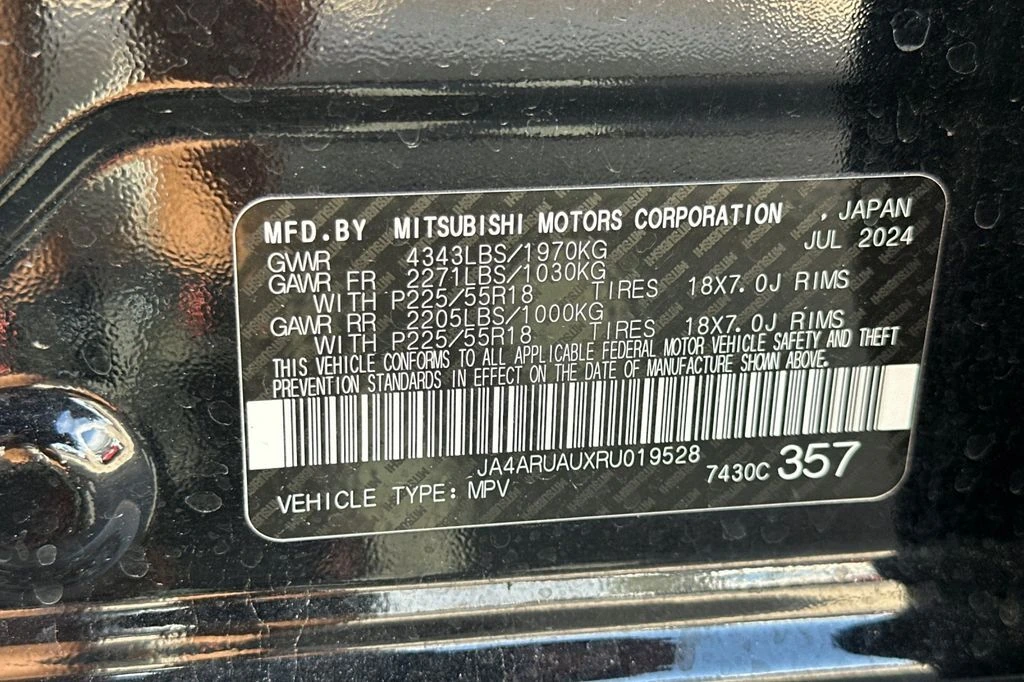 MFD.BY MITSUBISHI MOTORS CORPORATION , JAPAN
JUL 2024
GVWR 4343LBS/1970KG
GAWR FR 2271LBS/1030KG
WITH P225/55R18 TIRES 18X7.0J RIMS
GAWR RR 2205LBS/1000KG
WITH P225/55R18 TIRES 18X7.0J RIMS
THIS VEHICLE CONFORMS TO ALL APPLICABLE FEDERAL MOTOR VEHICLE SAFETY AND THEFT
PREVENTION STANDARDS IN EFFECT ON THE DATE OF MANUFACTURE SHOWN ABOVE.
JA4ARUAUXRU019528
7430C 357
VEHICLE TYPE: MPV